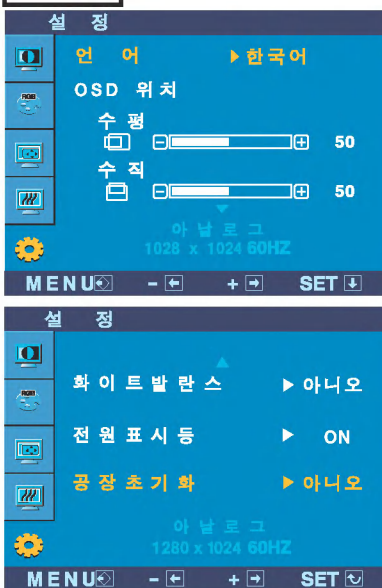 설 정
언 어 ▶한국어
OSD 위치
수 평
50
수 직
50
아 날 로 그
1028 x 1024 60HZ
MENU - + SET
설 정
화이트발란스 ▶ 아니오
전원표시등 ▶ ON
공장초기화 ▶ 아니오
아 날 로 그
1280 x 1024 60HZ
MENU - + SET